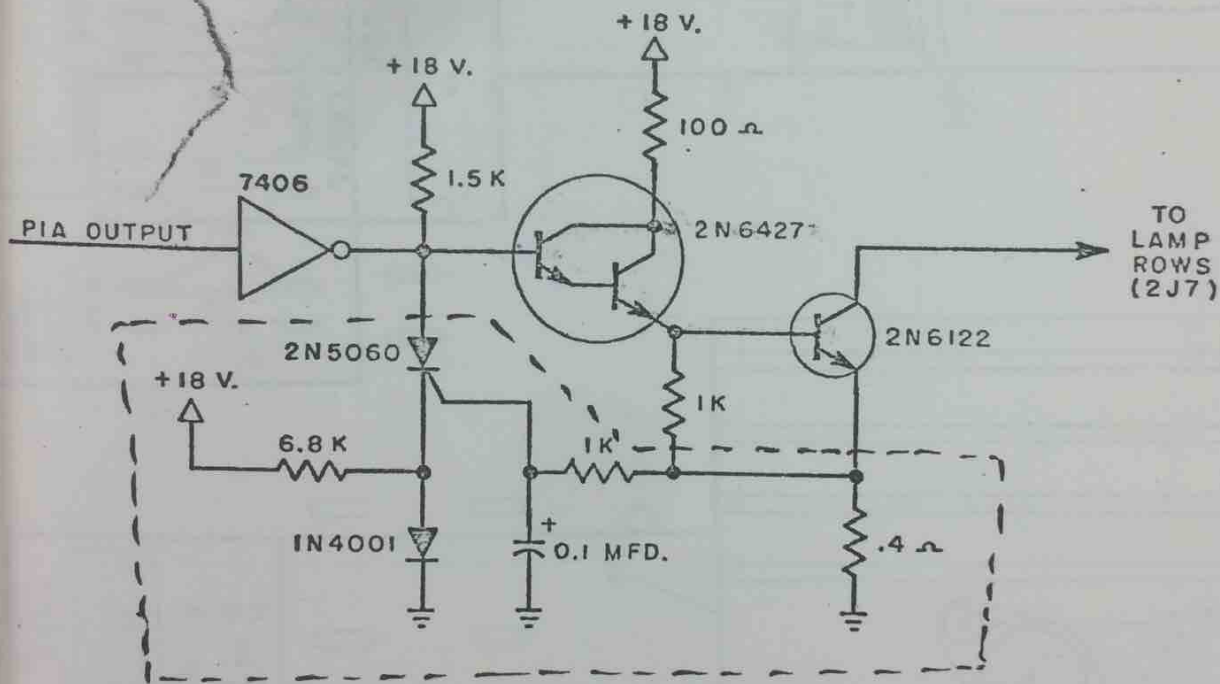 +18 V.
+18 V.
100 Ω
7406
1.5 K
PIA OUTPUT
2N6427
TO
LAMP
ROWS
(2J7)
2N5060
2N6122
+18 V.
1K
6.8 K
1K
1N4001
+
0.1 MFD.
.4 Ω